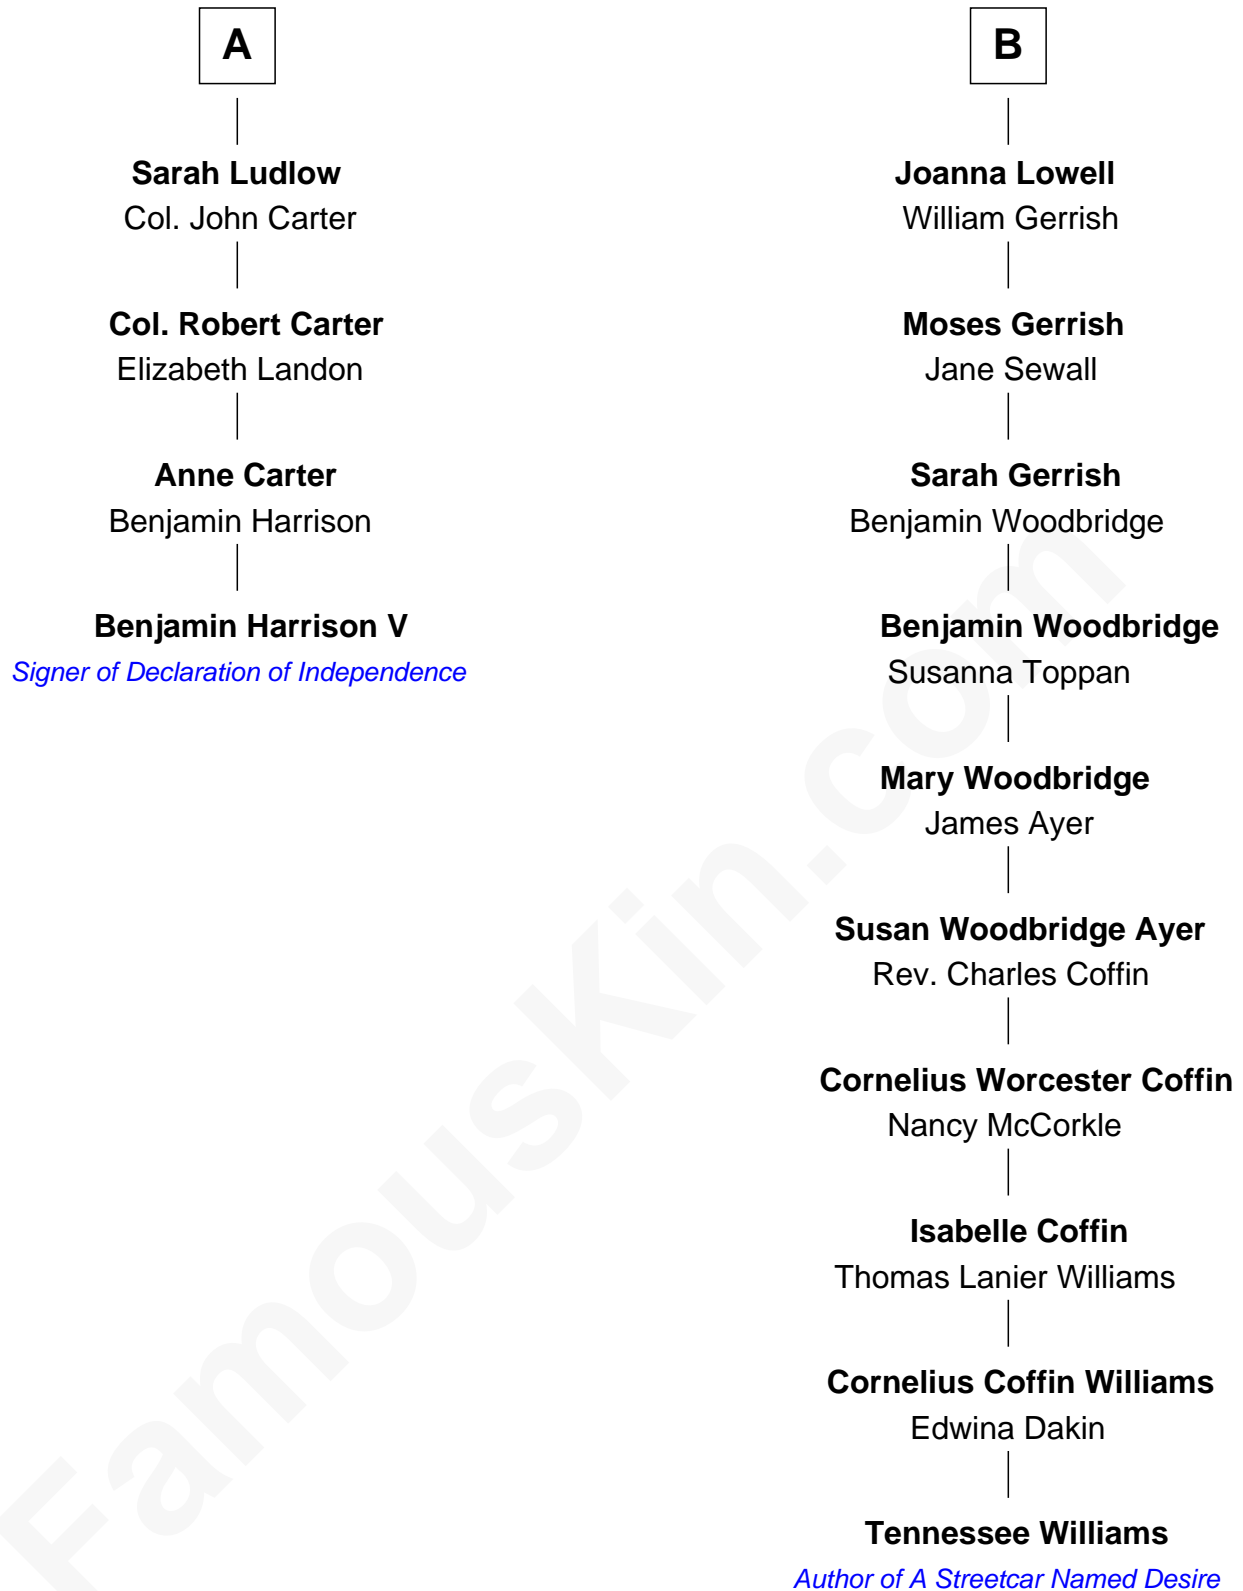 A
Sarah Ludlow
Col. John Carter
Col. Robert Carter
Elizabeth Landon
Anne Carter
Benjamin Harrison
Benjamin Harrison V
Signer of Declaration of Independence
B
Joanna Lowell
William Gerrish
Moses Gerrish
Jane Sewall
Sarah Gerrish
Benjamin Woodbridge
Benjamin Woodbridge
Susanna Toppan
Mary Woodbridge
James Ayer
Susan Woodbridge Ayer
Rev. Charles Coffin
Cornelius Worcester Coffin
Nancy McCorkle
Isabelle Coffin
Thomas Lanier Williams
Cornelius Coffin Williams
Edwina Dakin
Tennessee Williams
Author of A Streetcar Named Desire
FamousKin.com